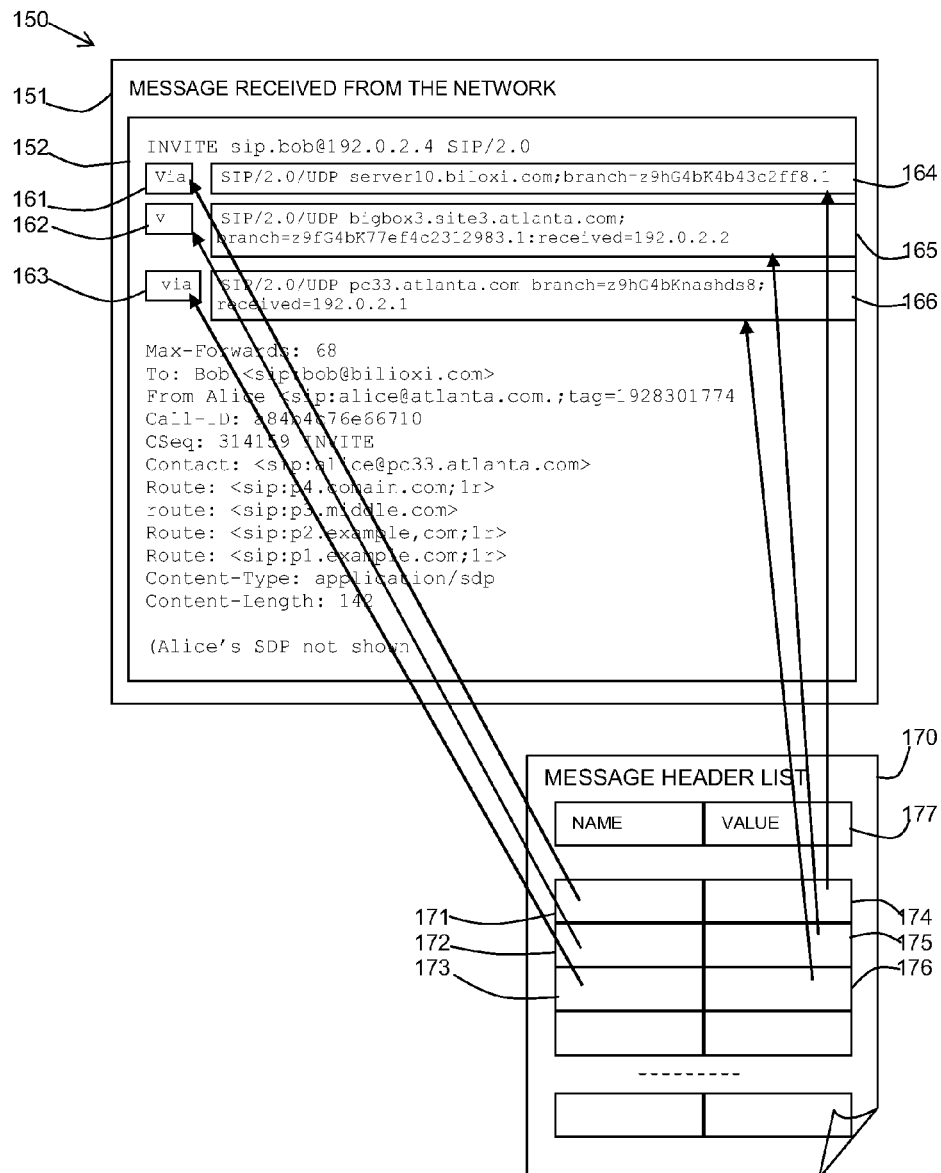 150
151
MESSAGE RECEIVED FROM THE NETWORK
152
INVITE sip.bob@192.0.2.4 SIP/2.0
161
Via
SIP/2.0/UDP server10.biloxi.com;branch=z9hG4bK4b43c2ff8.1
164
162
v
SIP/2.0/UDP bigbox3.site3.atlanta.com;
branch=z9fG4bK77ef4c2312983.1:received=192.0.2.2
165
163
via
SIP/2.0/UDP pc33.atlanta.com branch=z9hG4bKnashds8;
received=192.0.2.1
166
Max-Forwards: 68
To: Bob <sip:bob@bilioxi.com>
From Alice <sip:alice@atlanta.com.;tag=1928301774
Call-ID: a84b4c76e66710
CSeq: 314159 INVITE
Contact: <sip:alice@pc33.atlanta.com>
Route: <sip:p4.domain.com;lr>
route: <sip:p3.middle.com>
Route: <sip:p2.example,com;lr>
Route: <sip:p1.example.com;lr>
Content-Type: application/sdp
Content-Length: 142
(Alice's SDP not shown
170
MESSAGE HEADER LIST
NAME
VALUE
177
171
174
172
175
173
176